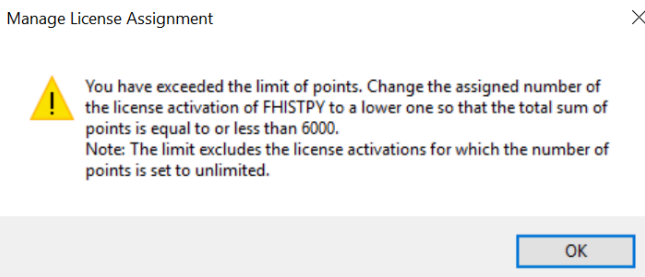 Manage License Assignment
You have exceeded the limit of points. Change the assigned number of
the license activation of FHISTPY to a lower one so that the total sum of
points is equal to or less than 6000.
Note: The limit excludes the license activations for which the number of
points is set to unlimited.
OK